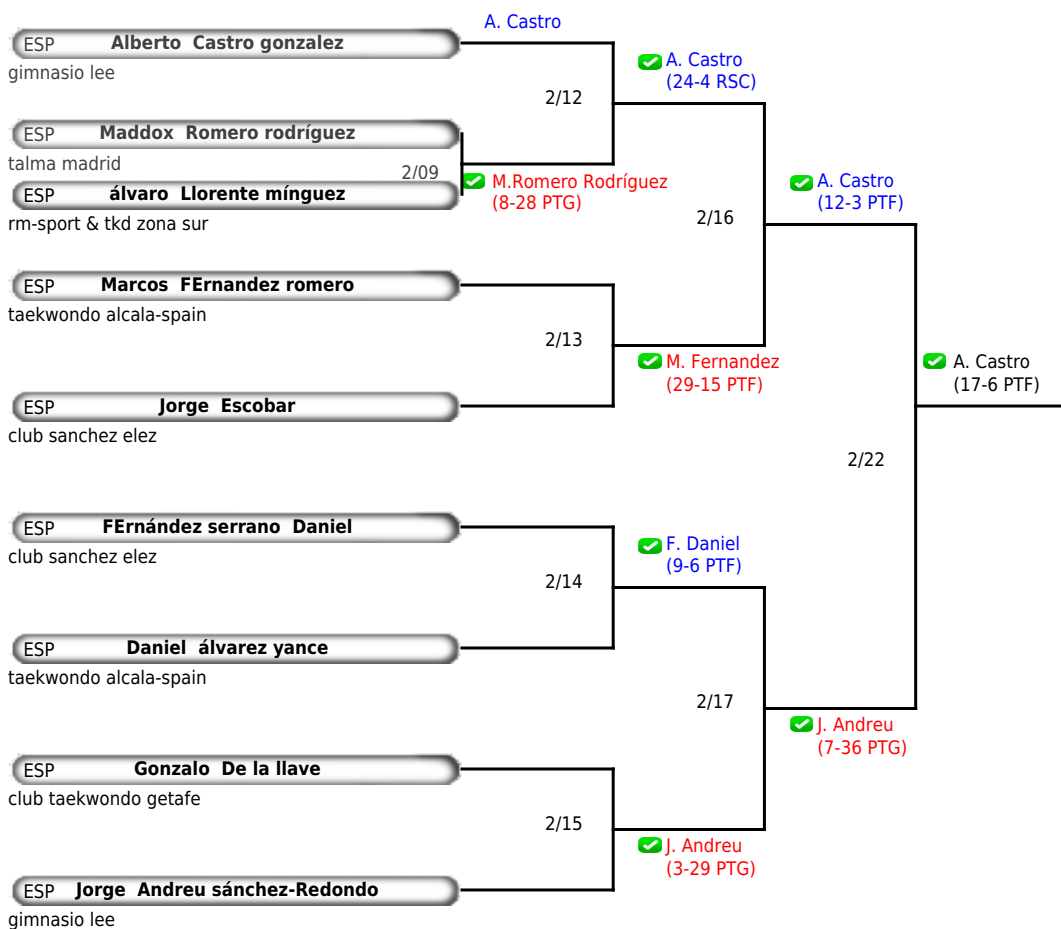 A. Castro
ESP Alberto Castro gonzalez
gimnasio lee
A. Castro
(24-4 RSC)
2/12
ESP Maddox Romero rodríguez
talma madrid
2/09
ESP álvaro Llorente mínguez
rm-sport & tkd zona sur
M.Romero Rodríguez
(8-28 PTG)
A. Castro
(12-3 PTF)
2/16
ESP Marcos FErnandez romero
taekwondo alcala-spain
2/13
M. Fernandez
(29-15 PTF)
A. Castro
(17-6 PTF)
ESP Jorge Escobar
club sanchez elez
2/22
ESP FErnández serrano Daniel
club sanchez elez
F. Daniel
(9-6 PTF)
2/14
ESP Daniel álvarez yance
taekwondo alcala-spain
2/17
J. Andreu
(7-36 PTG)
ESP Gonzalo De la llave
club taekwondo getafe
2/15
J. Andreu
(3-29 PTG)
ESP Jorge Andreu sánchez-Redondo
gimnasio lee